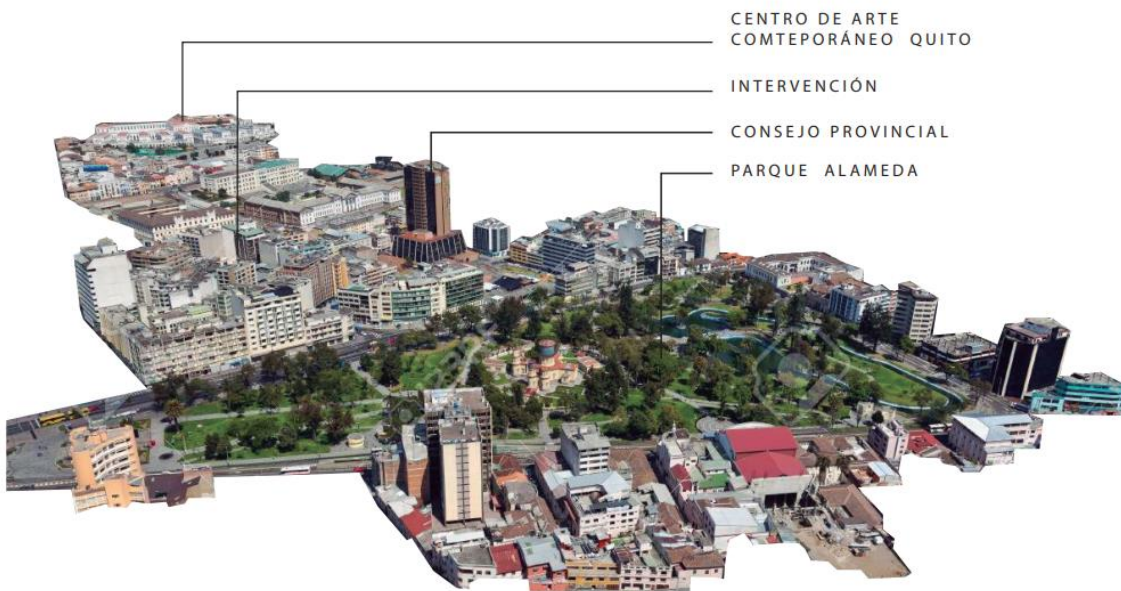 CENTRO DE ARTE
COMTEPORÁNEO QUITO
INTERVENCIÓN
CONSEJO PROVINCIAL
PARQUE ALAMEDA